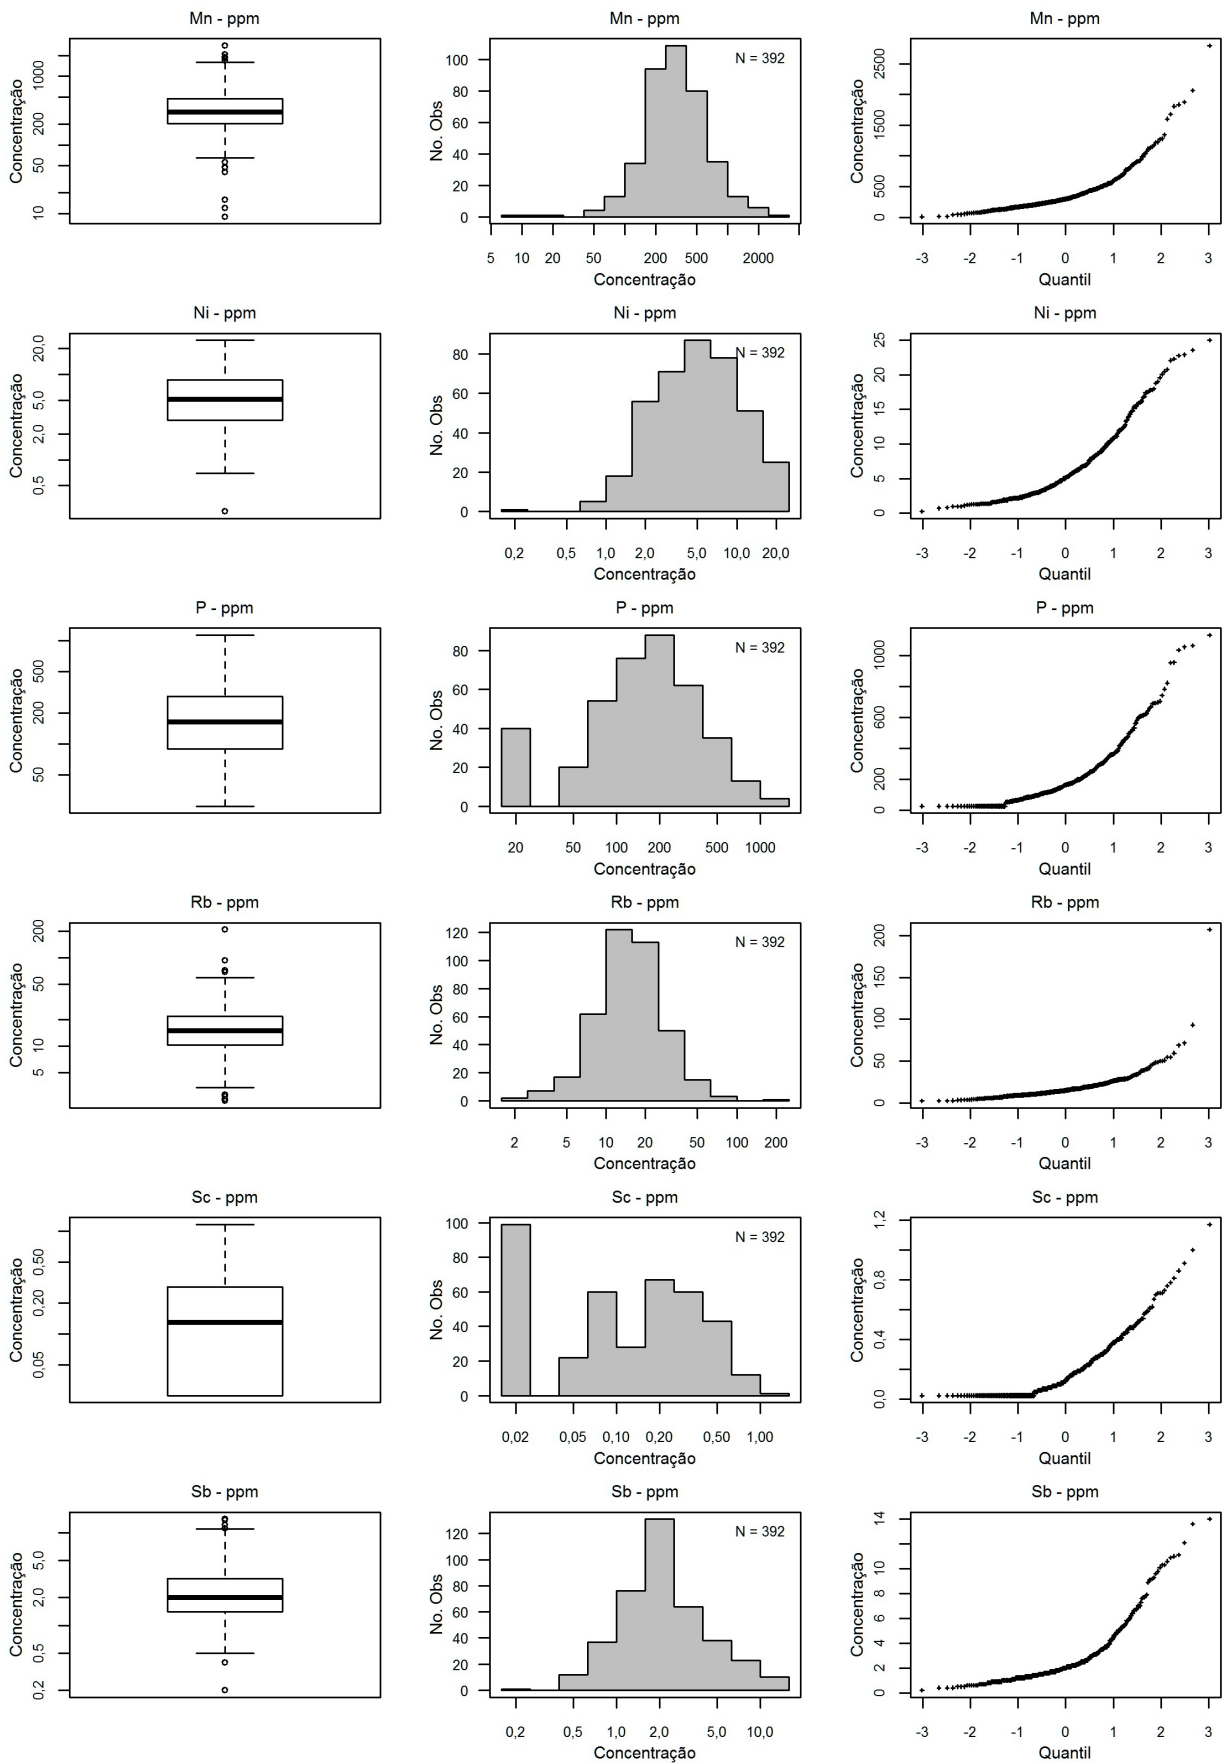 Mn - ppm
Concentração
10
50
200
1000
Mn - ppm
No. Obs
0
20
40
60
80
100
N = 392
5 10 20 50 200 500 2000
Concentração
Mn - ppm
Concentração
0
500
1500
2500
-3 -2 -1 0 1 2 3
Quantil
Ni - ppm
Concentração
0,5
2,0
5,0
20,0
Ni - ppm
No. Obs
0
20
40
60
80
N = 392
0,2 0,5 1,0 2,0 5,0 10,0 20,0
Concentração
Ni - ppm
Concentração
0
5
10
15
20
25
-3 -2 -1 0 1 2 3
Quantil
P - ppm
Concentração
50
200
500
P - ppm
No. Obs
0
20
40
60
80
N = 392
20 50 100 200 500 1000
Concentração
P - ppm
Concentração
0
200
600
1000
-3 -2 -1 0 1 2 3
Quantil
Rb - ppm
Concentração
5
10
50
200
Rb - ppm
No. Obs
0
20
40
60
80
100
120
N = 392
2 5 10 20 50 100 200
Concentração
Rb - ppm
Concentração
0
50
100
150
200
-3 -2 -1 0 1 2 3
Quantil
Sc - ppm
Concentração
0,05
0,20
0,50
Sc - ppm
No. Obs
0
20
40
60
80
100
N = 392
0,02 0,05 0,10 0,20 0,50 1,00
Concentração
Sc - ppm
Concentração
0,0
0,4
0,8
1,2
-3 -2 -1 0 1 2 3
Quantil
Sb - ppm
Concentração
0,2
0,5
2,0
5,0
Sb - ppm
No. Obs
0
20
40
60
80
100
120
N = 392
0,2 0,5 1,0 2,0 5,0 10,0
Concentração
Sb - ppm
Concentração
0
2
4
6
8
10
14
-3 -2 -1 0 1 2 3
Quantil